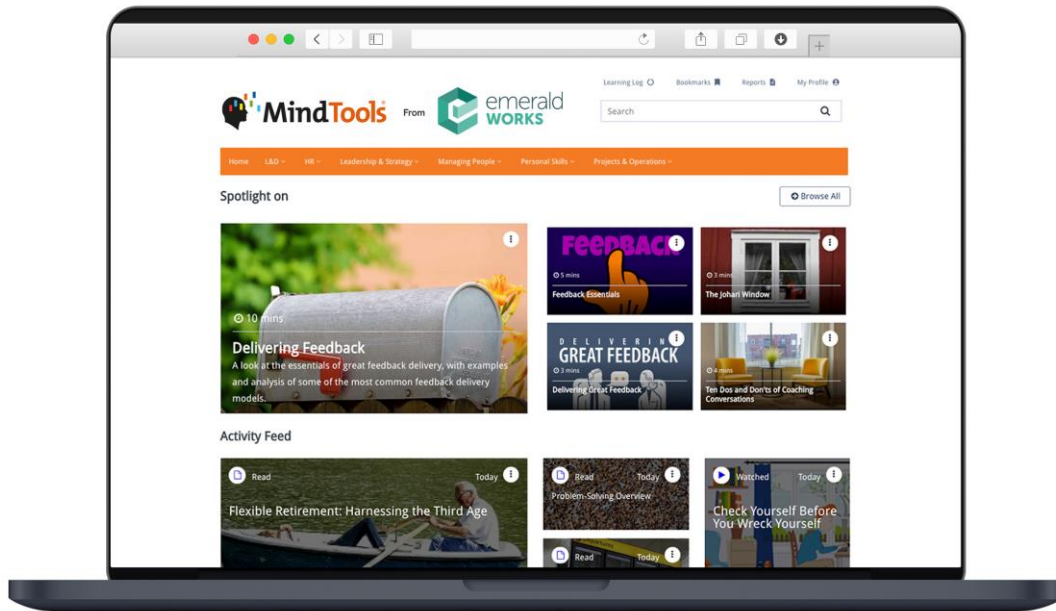 Learning Log Bookmarks Reports My Profile
MindTools From emerald WORKS
Search
Home L&D HR Leadership & Strategy Managing People Personal Skills Projects & Operations
Spotlight on
Browse All
10 mins
Delivering Feedback
A look at the essentials of great feedback delivery, with examples
and analysis of some of the most common feedback delivery
models.
FEEDBACK
5 mins
Feedback Essentials
3 mins
The Johari Window
DELIVERING
GREAT FEEDBACK
3 mins
Delivering Great Feedback
4 mins
Ten Dos and Don'ts of Coaching
Conversations
Activity Feed
Read Today
Flexible Retirement: Harnessing the Third Age
Read Today
Problem-Solving Overview
Read Today
Watched Today
Check Yourself Before
You Wreck Yourself